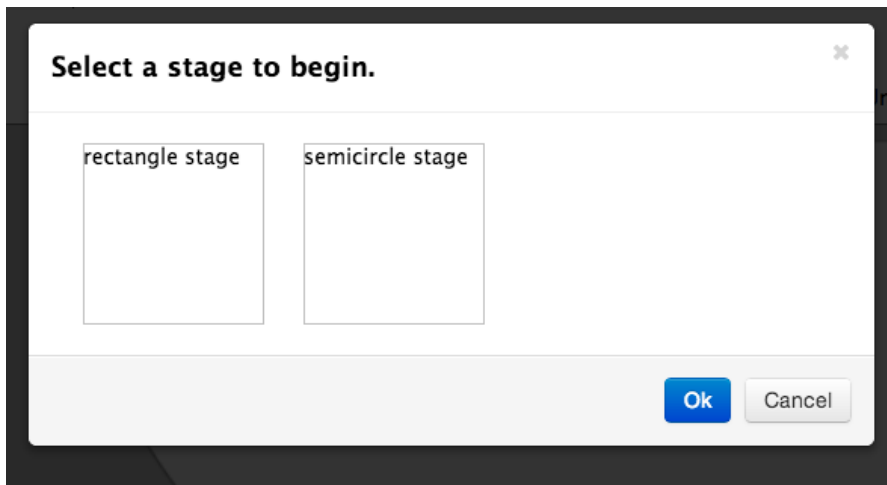 Select a stage to begin.
rectangle stage
semicircle stage
Ok
Cancel